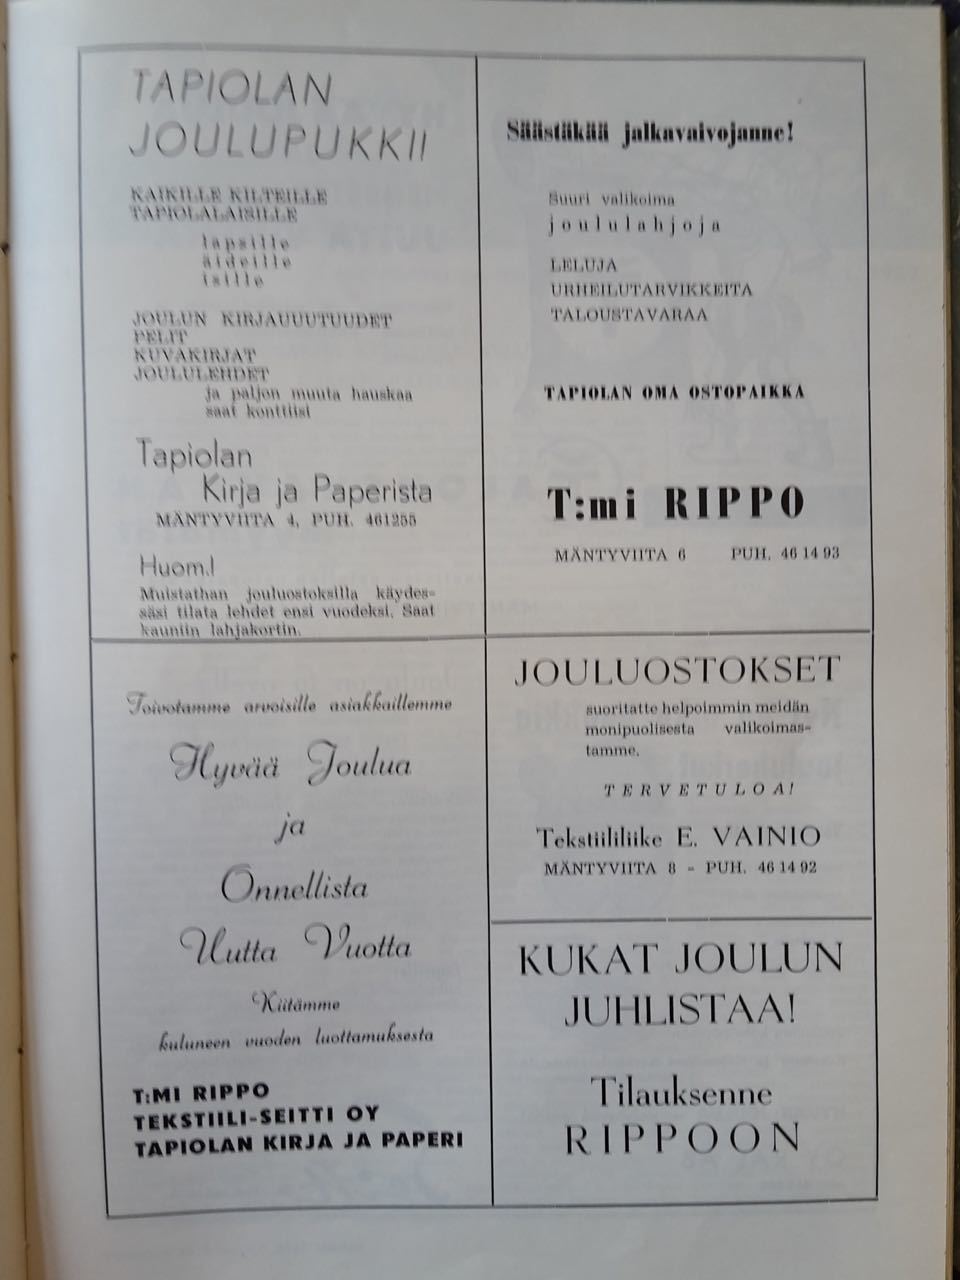 TAPIOLAN
JOULUPUKKI!
KAIKILLE KILTEILLE
TAPIOLALAISILLE
lapsille
äideille
isille
JOULUN KIRJAUUUTUUDET
PELIT
KUVAKIRJAT
JOULULEHDET
ja paljon muuta hauskaa
saat konttiisi
Tapiolan
Kirja ja Paperista
MÄNTYVIITA 4, PUH. 461255
Huom.!
Muistathan jouluostoksilla käydes-
säsi tilata lehdet ensi vuodeksi. Saat
kauniin lahjakortin.
Säästäkää jalkavaivojanne!
Suuri valikoima
joululahjoja
LELUJA
URHEILUTARVIKKEITA
TALOUSTAVARAA
TAPIOLAN OMA OSTOPAIKKA
T:mi RIPPO
MÄNTYVIITA 6 PUH. 46 14 93
Toivotamme arvoisille asiakkaillemme
Hyvää Joulua
ja
Onnellista
Uutta Vuotta
Kiitämme
kuluneen vuoden luottamuksesta
T:MI RIPPO
TEKSTIILI-SEITTI OY
TAPIOLAN KIRJA JA PAPERI
JOULUOSTOKSET
suoritatte helpoimmin meidän
monipuolisesta valikoimas-
tamme.
TERVETULOA!
Tekstiililiike E. VAINIO
MÄNTYVIITA 8 - PUH. 46 14 92
KUKAT JOULUN
JUHLISTAA!
Tilauksenne
RIPPOON